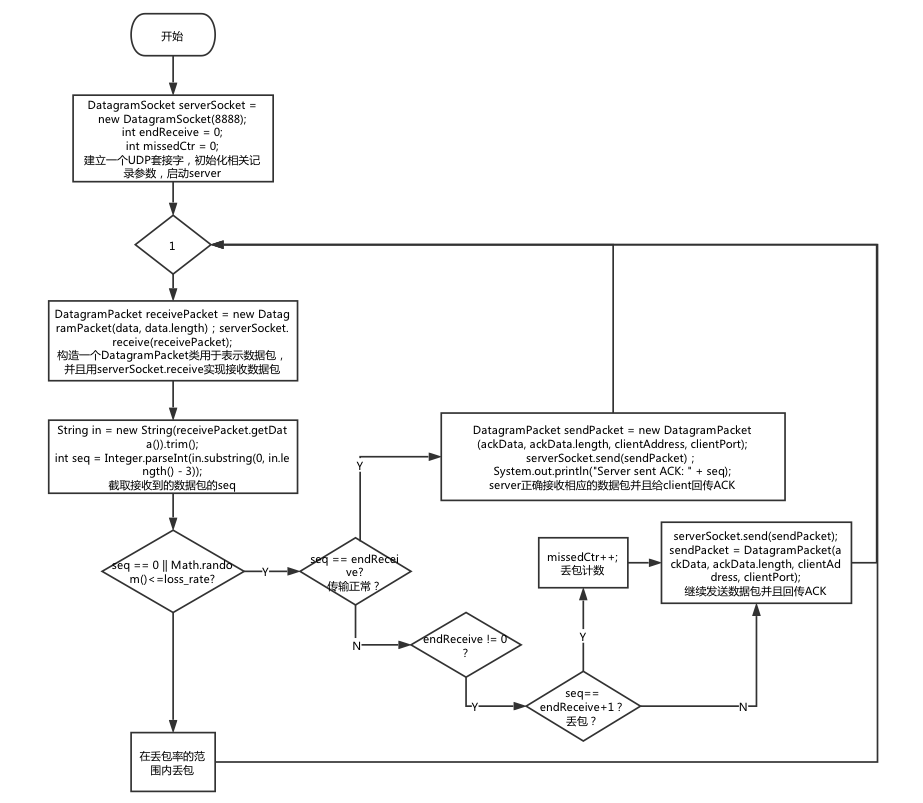 开始
DatagramSocket serverSocket =
new DatagramSocket(8888);
int endReceive = 0;
int missedCtr = 0;
建立一个UDP套接字，初始化相关记
录参数，启动server
1
DatagramPacket receivePacket = new Datag
ramPacket(data, data.length)；serverSocket.
receive(receivePacket);
构造一个DatagramPacket类用于表示数据包，
并且用serverSocket.receive实现接收数据包
String in = new String(receivePacket.getDat
a()).trim();
int seq = Integer.parseInt(in.substring(0, in.le
ngth() - 3));
截取接收到的数据包的seq
seq == 0 || Math.rando
m()<=loss_rate?
Y
seq == endRecei
ve?
传输正常？
Y
DatagramPacket sendPacket = new DatagramPacket
(ackData, ackData.length, clientAddress, clientPort);
serverSocket.send(sendPacket)；
System.out.println("Server sent ACK: " + seq);
server正确接收相应的数据包并且给client回传ACK
N
endReceive != 0
?
Y
seq==
endReceive+1？
丢包？
Y
missedCtr++;
丢包计数
N
serverSocket.send(sendPacket);
sendPacket = DatagramPacket(a
ckData, ackData.length, clientAd
dress, clientPort);
继续发送数据包并且回传ACK
在丢包率的范
围内丢包